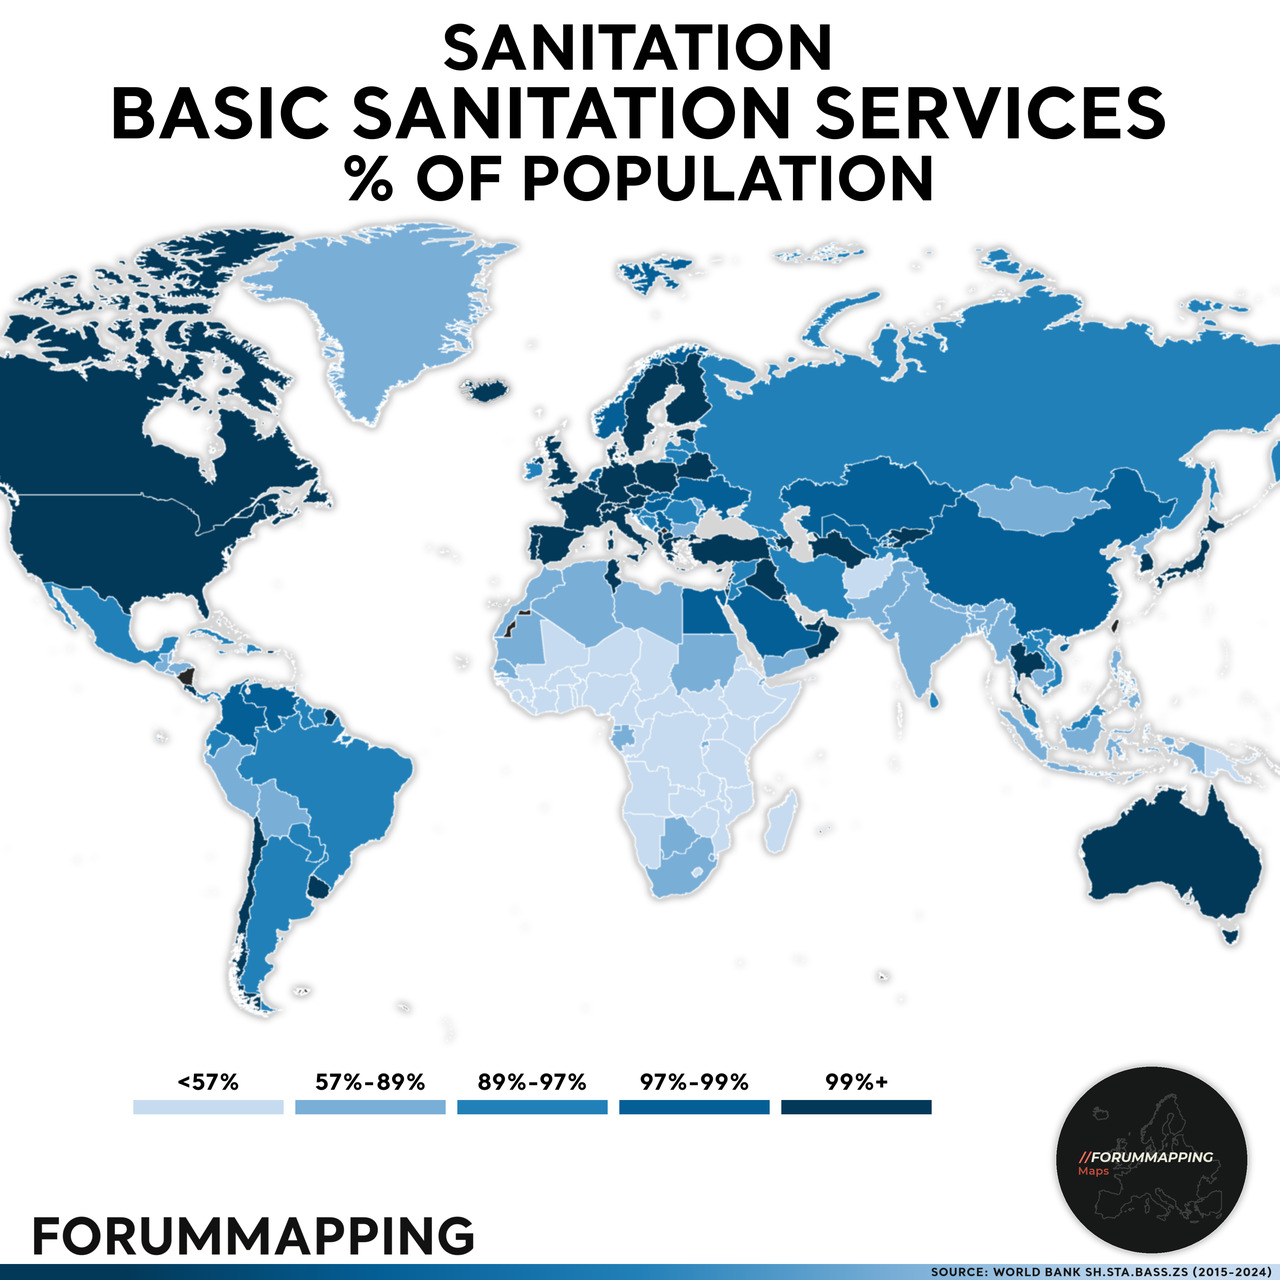 SANITATION
BASIC SANITATION SERVICES
% OF POPULATION
<57%
57%-89%
89%-97%
97%-99%
99%+
//FORUMMAPPING
Maps
FORUMMAPPING
SOURCE: WORLD BANK SH.STA.BASS.ZS (2015-2024)